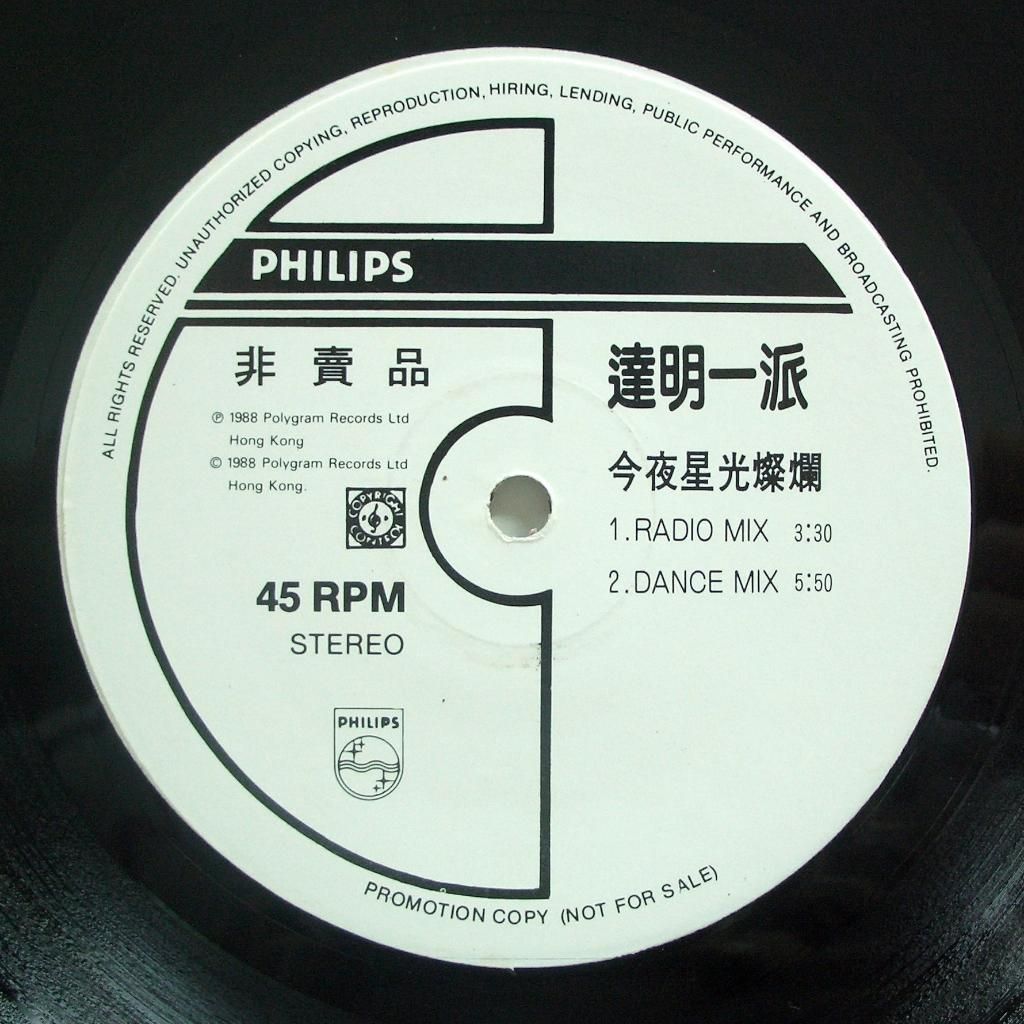 ALL RIGHTS RESERVED. UNAUTHORIZED COPYING, REPRODUCTION, HIRING, LENDING, PUBLIC PERFORMANCE AND BROADCASTING PROHIBITED.
PHILIPS
非賣品
℗ 1988 Polygram Records Ltd
Hong Kong
© 1988 Polygram Records Ltd
Hong Kong.
COPYRIGHT
CONTROL
45 RPM
STEREO
PHILIPS
達明一派
今夜星光燦爛
1.RADIO MIX 3:30
2.DANCE MIX 5:50
PROMOTION COPY (NOT FOR SALE)